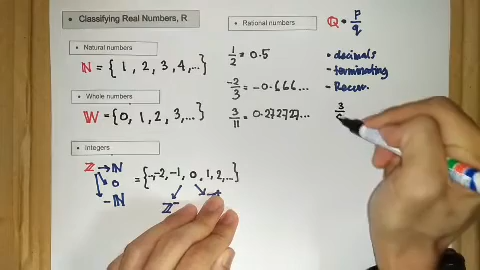 Classifying Real Numbers, R
Natural numbers
N = { 1, 2, 3, 4,... }
Whole numbers
W = {0, 1, 2, 3,... }
Integers
Z → N
0
-N
= {..., -2, -1, 0, 1, 2,... }
Z⁻
Rational numbers
1/2 = 0.5
-2/3 = -0.666...
3/11 = 0.272727...
Q = P/q
• decimals
- terminating
- Recurr.
3